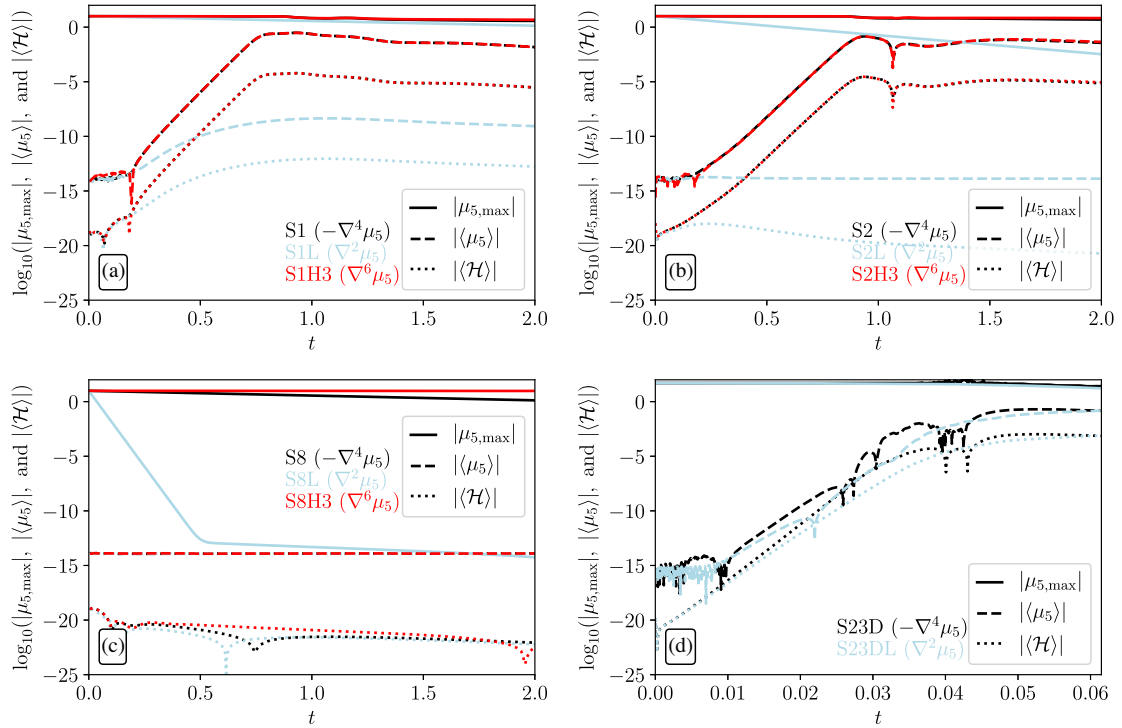 log₁₀(|μ₅,max|, |⟨μ₅⟩|, and |⟨ℋ⟩|)
0
−5
−10
−15
−20
−25
(a)
S1 (−∇⁴μ₅)
S1L (∇²μ₅)
S1H3 (∇⁶μ₅)
|μ₅,max|
|⟨μ₅⟩|
|⟨ℋ⟩|
0.0 0.5 1.0 1.5 2.0
t
log₁₀(|μ₅,max|, |⟨μ₅⟩|, and |⟨ℋ⟩|)
0
−5
−10
−15
−20
−25
(b)
S2 (−∇⁴μ₅)
S2L (∇²μ₅)
S2H3 (∇⁶μ₅)
|μ₅,max|
|⟨μ₅⟩|
|⟨ℋ⟩|
0.0 0.5 1.0 1.5 2.0
t
log₁₀(|μ₅,max|, |⟨μ₅⟩|, and |⟨ℋ⟩|)
0
−5
−10
−15
−20
−25
(c)
S8 (−∇⁴μ₅)
S8L (∇²μ₅)
S8H3 (∇⁶μ₅)
|μ₅,max|
|⟨μ₅⟩|
|⟨ℋ⟩|
0.0 0.5 1.0 1.5 2.0
t
log₁₀(|μ₅,max|, |⟨μ₅⟩|, and |⟨ℋ⟩|)
0
−5
−10
−15
−20
−25
(d)
S23D (−∇⁴μ₅)
S23DL (∇²μ₅)
|μ₅,max|
|⟨μ₅⟩|
|⟨ℋ⟩|
0.00 0.01 0.02 0.03 0.04 0.05 0.06
t